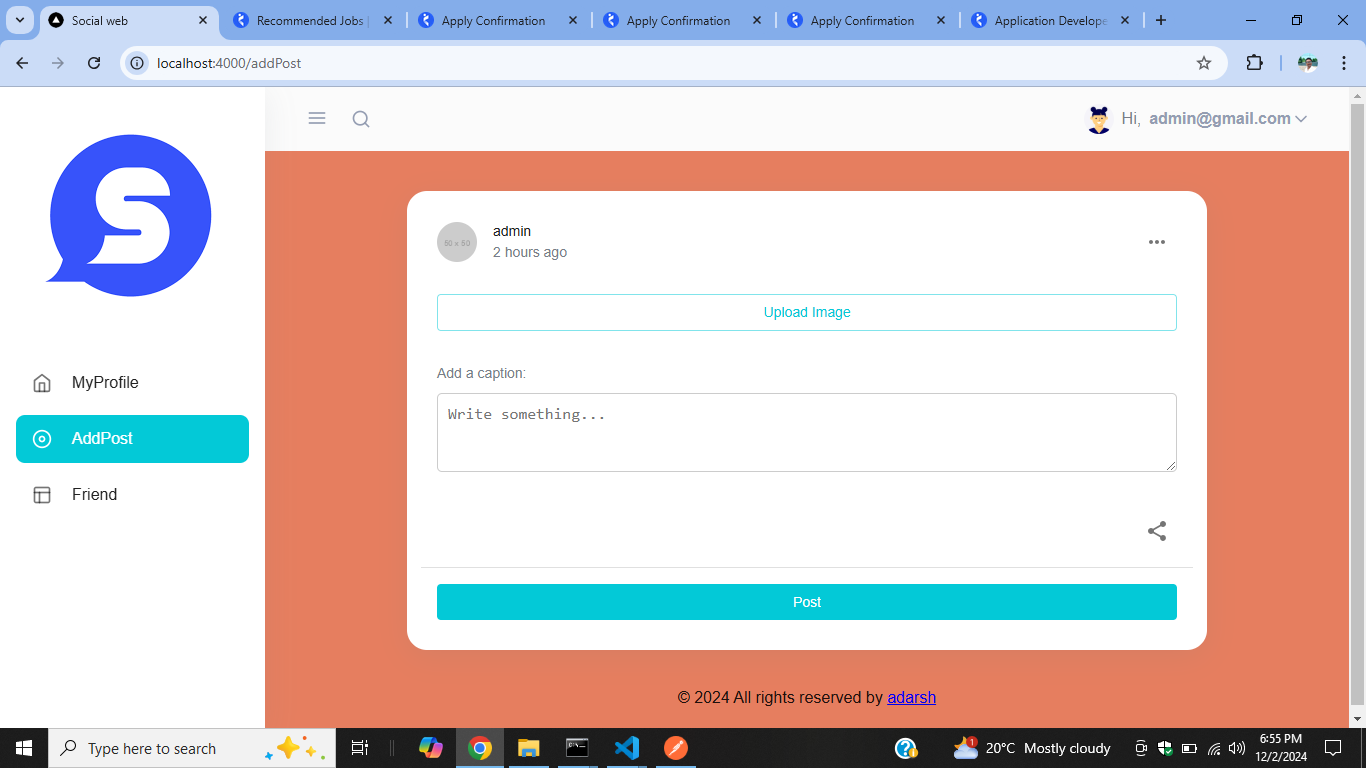 Social web
Recommended Jobs |
Apply Confirmation
Apply Confirmation
Apply Confirmation
Application Develope
localhost:4000/addPost
S
Hi, admin@gmail.com
60 x 60
admin
2 hours ago
Upload Image
Add a caption:
Write something...
MyProfile
AddPost
Friend
Post
© 2024 All rights reserved by adarsh
Type here to search
1
20°C Mostly cloudy
6:55 PM
12/2/2024